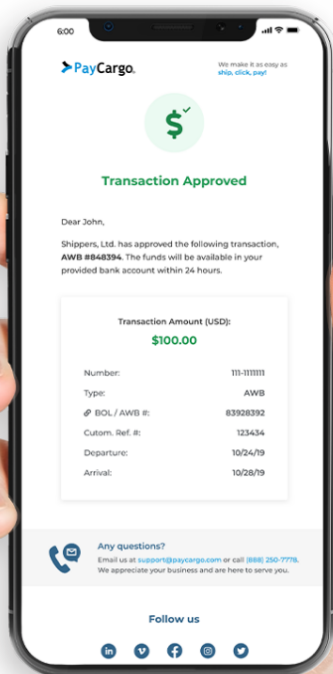 6:00
PayCargo.
We make it as easy as
ship, click, pay!
$
Transaction Approved
Dear John,
Shippers, Ltd. has approved the following transaction,
AWB #848394. The funds will be available in your
provided bank account within 24 hours.
Transaction Amount (USD):
$100.00
Number: 111-1111111
Type: AWB
BOL / AWB #: 83928392
Cutom. Ref. #: 123434
Departure: 10/24/19
Arrival: 10/28/19
Any questions?
Email us at support@paycargo.com or call (888) 250-7778.
We appreciate your business and are here to serve you.
Follow us